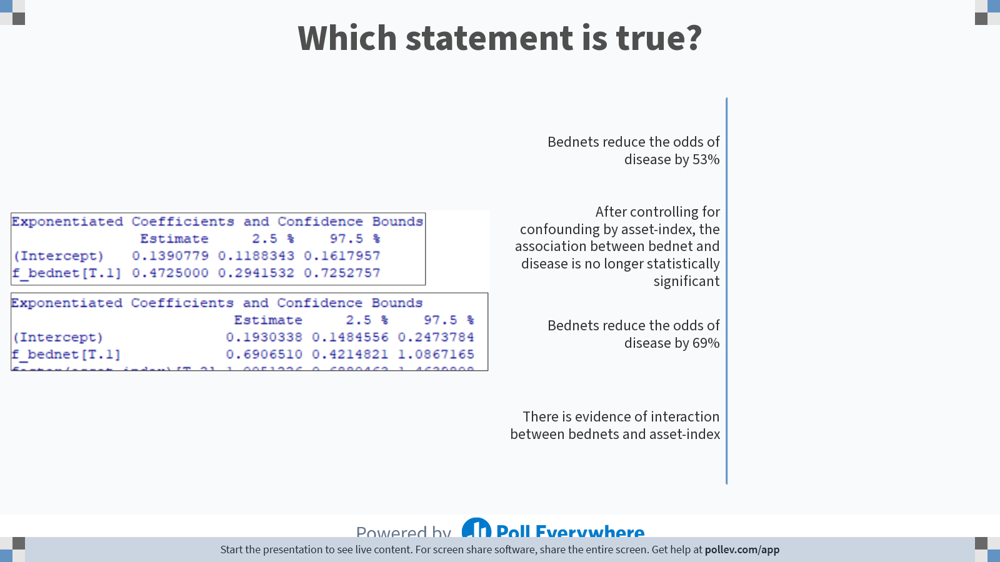 Which statement is true?
Bednets reduce the odds of
disease by 53%
Exponentiated Coefficients and Confidence Bounds
Estimate 2.5 % 97.5 %
(Intercept) 0.1390779 0.1188343 0.1617957
f_bednet[T.1] 0.4725000 0.2941532 0.7252757
Exponentiated Coefficients and Confidence Bounds
Estimate 2.5 % 97.5 %
(Intercept) 0.1930338 0.1484556 0.2473784
f_bednet[T.1] 0.6906510 0.4214821 1.0867165
After controlling for
confounding by asset-index, the
association between bednet and
disease is no longer statistically
significant
Bednets reduce the odds of
disease by 69%
There is evidence of interaction
between bednets and asset-index
Powered by Poll Everywhere
Start the presentation to see live content. For screen share software, share the entire screen. Get help at pollev.com/app